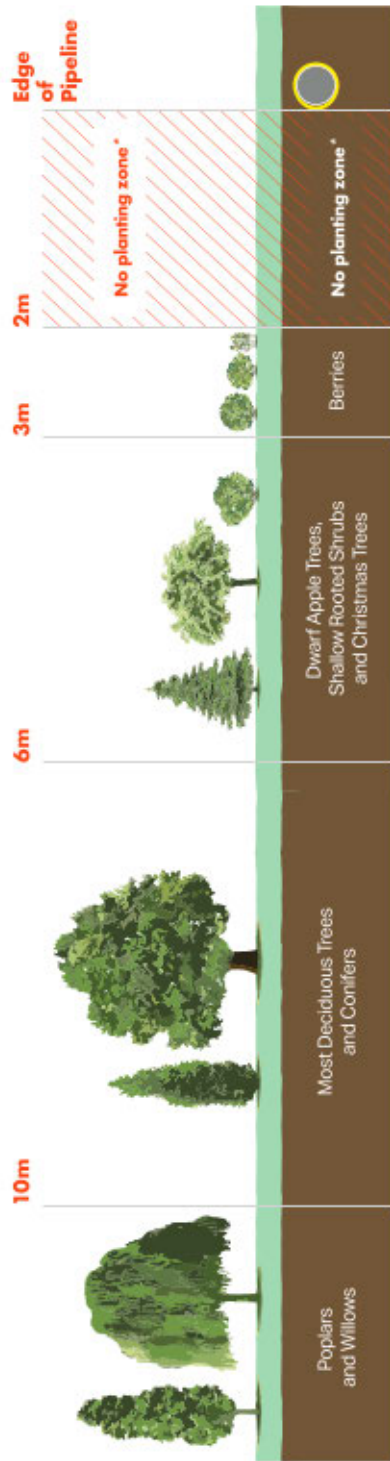 10m
6m
3m
2m
Edge
of
Pipeline
No planting zone*
Poplars
and Willows
Most Deciduous Trees
and Conifers
Dwarf Apple Trees,
Shallow Rooted Shrubs
and Christmas Trees
Berries
No planting zone*